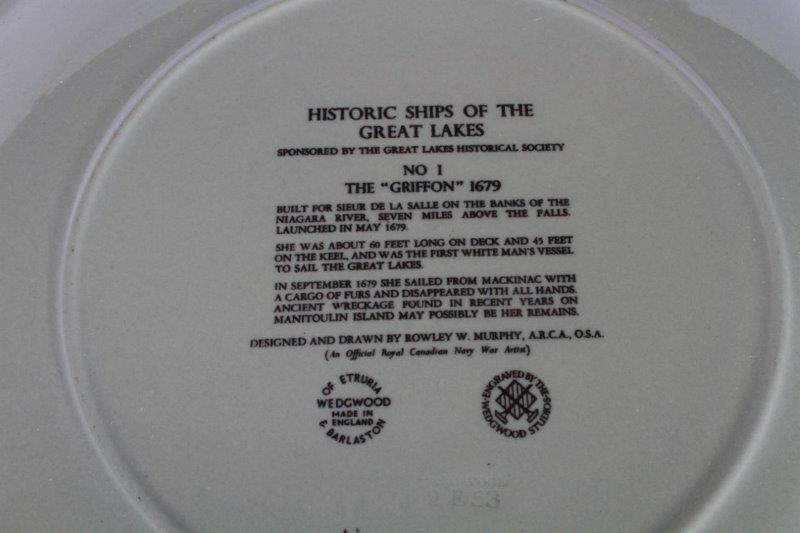 HISTORIC SHIPS OF THE
GREAT LAKES
SPONSORED BY THE GREAT LAKES HISTORICAL SOCIETY
NO 1
THE "GRIFFON" 1679
BUILT FOR SIEUR DE LA SALLE ON THE BANKS OF THE
NIAGARA RIVER, SEVEN MILES ABOVE THE FALLS.
LAUNCHED IN MAY 1679.
SHE WAS ABOUT 60 FEET LONG ON DECK AND 45 FEET
ON THE KEEL, AND WAS THE FIRST WHITE MAN'S VESSEL
TO SAIL THE GREAT LAKES.
IN SEPTEMBER 1679 SHE SAILED FROM MACKINAC WITH
A CARGO OF FURS AND DISAPPEARED WITH ALL HANDS.
ANCIENT WRECKAGE FOUND IN RECENT YEARS ON
MANITOULIN ISLAND MAY POSSIBLY BE HER REMAINS.
DESIGNED AND DRAWN BY ROWLEY W. MURPHY, A.R.C.A., O.S.A.
(An Official Royal Canadian Navy War Artist)
OF ETRURIA
WEDGWOOD
MADE IN
ENGLAND
& BARLASTON
ENGRAVED BY THE
WEDGWOOD STUDIO